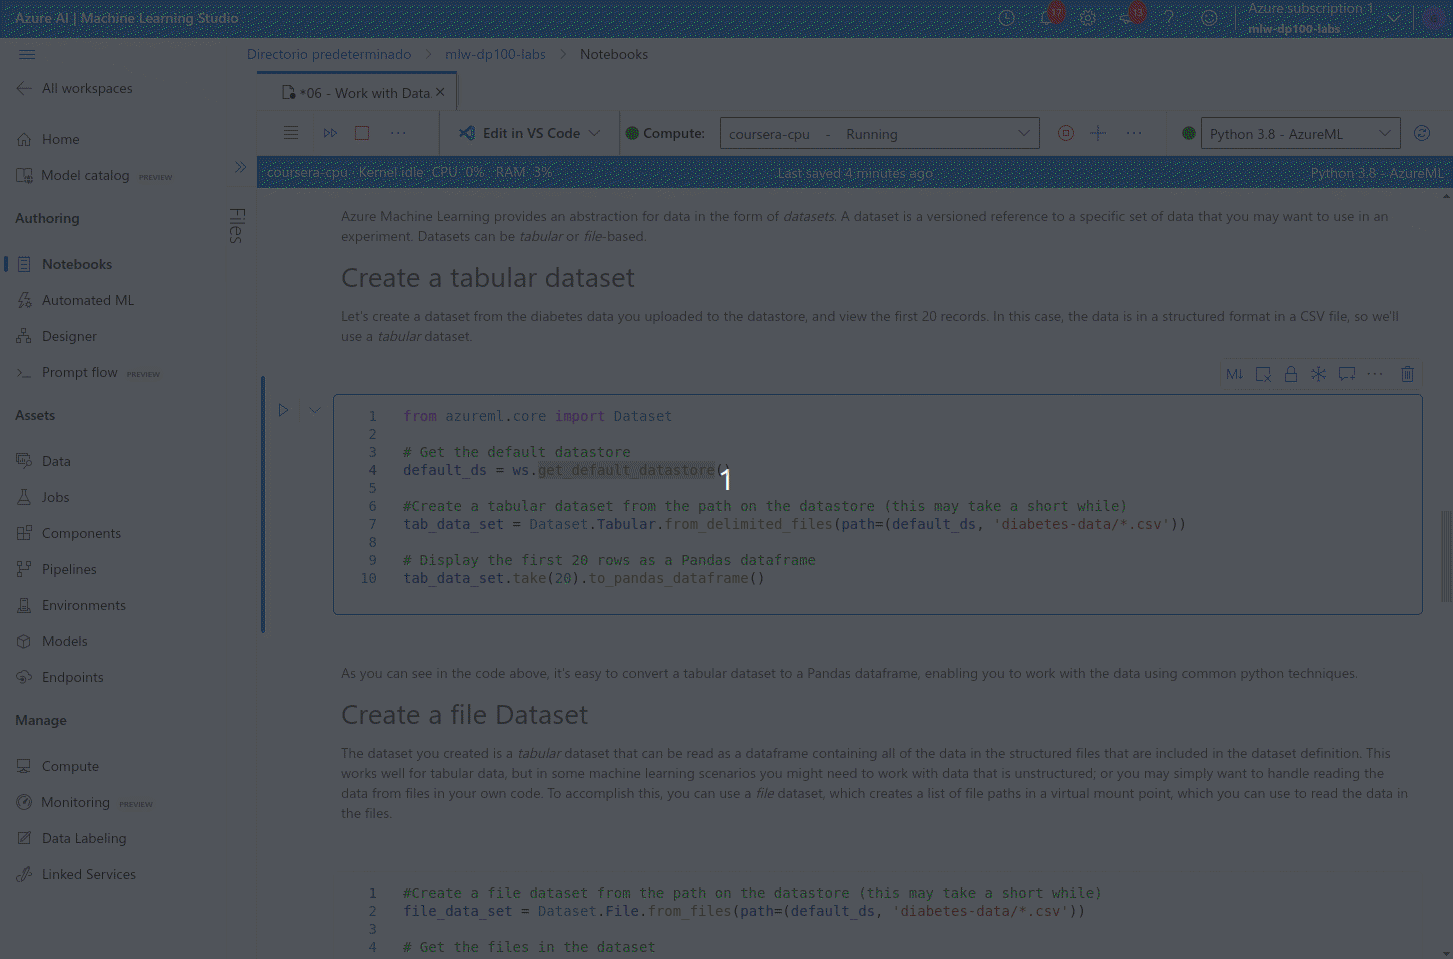 Azure AI | Machine Learning Studio
17
13
?
Azure subscription 1
mlw-dp100-labs
Directorio predeterminado > mlw-dp100-labs > Notebooks
All workspaces
*06 - Work with Data.
Home
Model catalog PREVIEW
Authoring
Notebooks
Automated ML
Designer
Prompt flow PREVIEW
Assets
Data
Jobs
Components
Pipelines
Environments
Models
Endpoints
Manage
Compute
Monitoring PREVIEW
Data Labeling
Linked Services
Files
Edit in VS Code
Compute:
coursera-cpu - Running
Python 3.8 - AzureML
coursera-cpu · Kernel idle CPU 0% RAM 3%
Last saved 4 minutes ago
Python 3.8 - AzureML
Azure Machine Learning provides an abstraction for data in the form of datasets. A dataset is a versioned reference to a specific set of data that you may want to use in an
experiment. Datasets can be tabular or file-based.
Create a tabular dataset
Let's create a dataset from the diabetes data you uploaded to the datastore, and view the first 20 records. In this case, the data is in a structured format in a CSV file, so we'll
use a tabular dataset.
M↓
1 from azureml.core import Dataset
2
3 # Get the default datastore
4 default_ds = ws.get_default_datastore()
1
5
6 #Create a tabular dataset from the path on the datastore (this may take a short while)
7 tab_data_set = Dataset.Tabular.from_delimited_files(path=(default_ds, 'diabetes-data/*.csv'))
8
9 # Display the first 20 rows as a Pandas dataframe
10 tab_data_set.take(20).to_pandas_dataframe()
As you can see in the code above, it's easy to convert a tabular dataset to a Pandas dataframe, enabling you to work with the data using common python techniques.
Create a file Dataset
The dataset you created is a tabular dataset that can be read as a dataframe containing all of the data in the structured files that are included in the dataset definition. This
works well for tabular data, but in some machine learning scenarios you might need to work with data that is unstructured; or you may simply want to handle reading the
data from files in your own code. To accomplish this, you can use a file dataset, which creates a list of file paths in a virtual mount point, which you can use to read the data in
the files.
1 #Create a file dataset from the path on the datastore (this may take a short while)
2 file_data_set = Dataset.File.from_files(path=(default_ds, 'diabetes-data/*.csv'))
3
4 # Get the files in the dataset